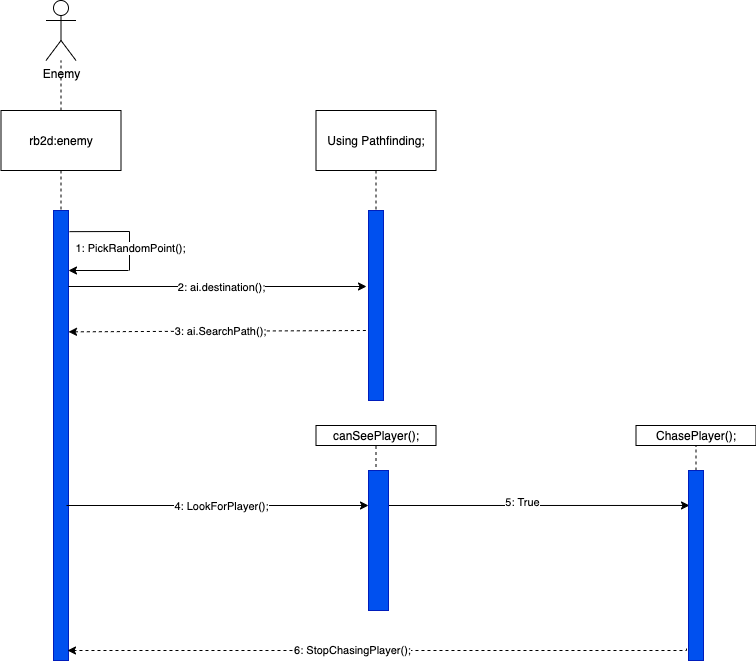 Enemy
rb2d:enemy
Using Pathfinding;
1: PickRandomPoint();
2: ai.destination();
3: ai.SearchPath();
canSeePlayer();
ChasePlayer();
4: LookForPlayer();
5: True
6: StopChasingPlayer();